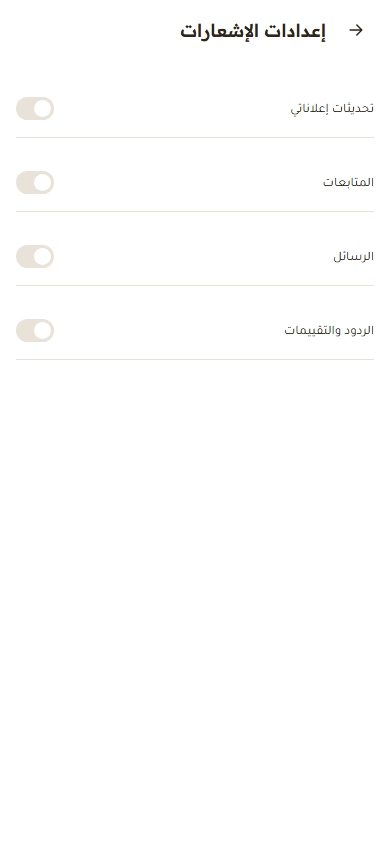 إعدادات الإشعارات
تحديثات إعلاناتي
المتابعات
الرسائل
الردود والتقييمات